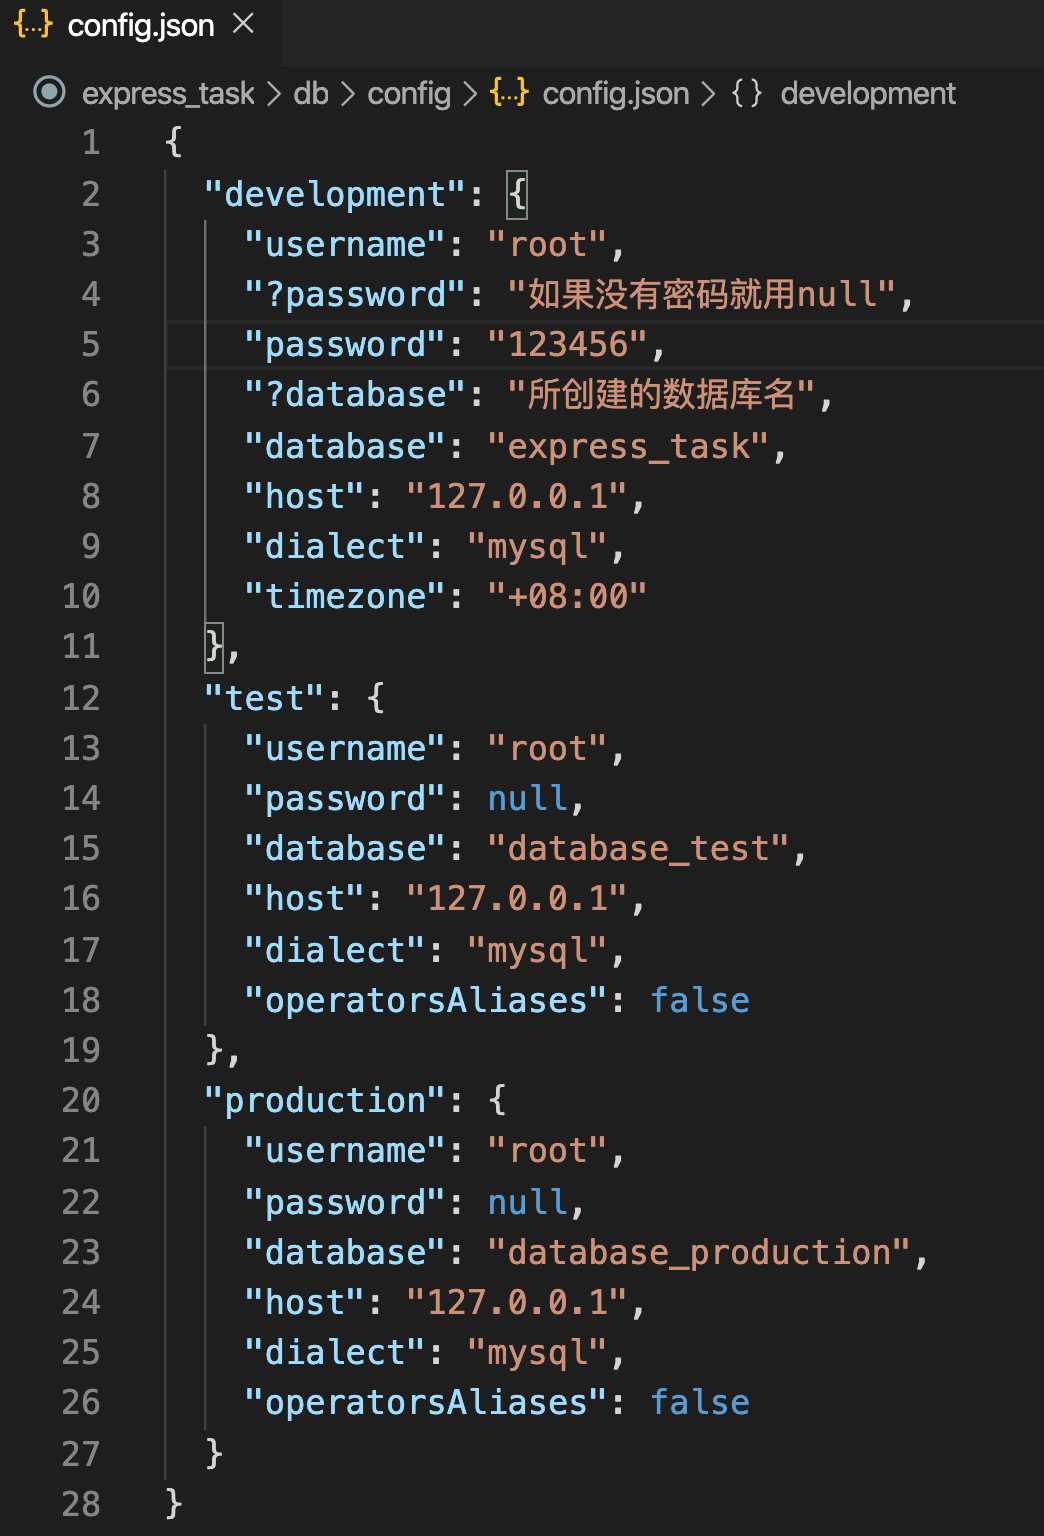 {...} config.json ×
express_task > db > config > {...} config.json > {} development
1 {
2 "development": {
3 "username": "root",
4 "?password": "如果没有密码就用null",
5 "password": "123456",
6 "?database": "所创建的数据库名",
7 "database": "express_task",
8 "host": "127.0.0.1",
9 "dialect": "mysql",
10 "timezone": "+08:00"
11 },
12 "test": {
13 "username": "root",
14 "password": null,
15 "database": "database_test",
16 "host": "127.0.0.1",
17 "dialect": "mysql",
18 "operatorsAliases": false
19 },
20 "production": {
21 "username": "root",
22 "password": null,
23 "database": "database_production",
24 "host": "127.0.0.1",
25 "dialect": "mysql",
26 "operatorsAliases": false
27 }
28 }